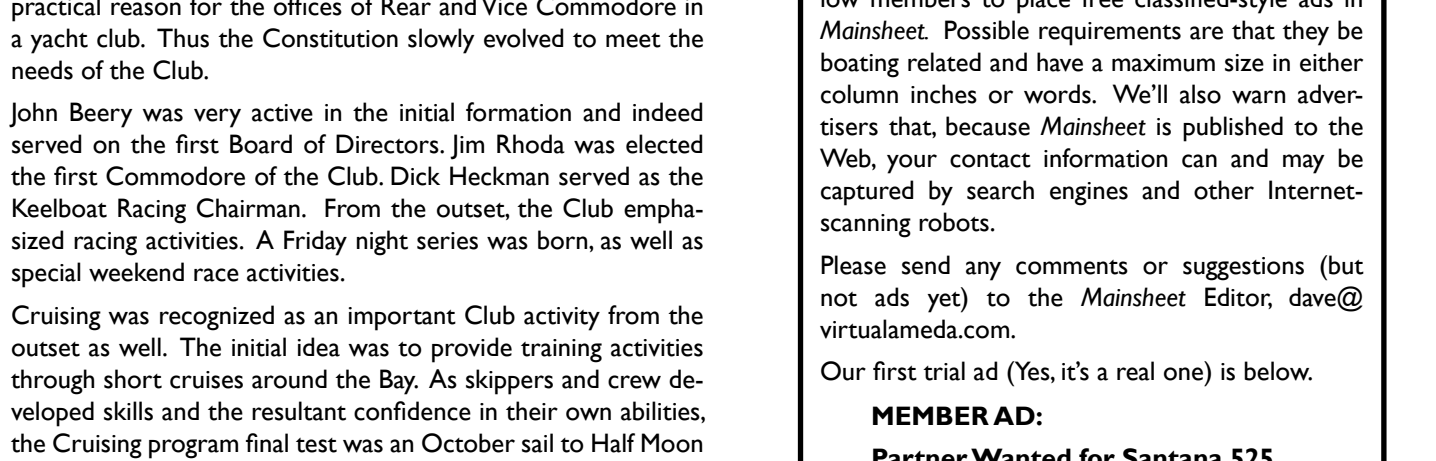 practical reason for the offices of Rear and Vice Commodore in
a yacht club. Thus the Constitution slowly evolved to meet the
needs of the Club.
John Beery was very active in the initial formation and indeed
served on the first Board of Directors. Jim Rhoda was elected
the first Commodore of the Club. Dick Heckman served as the
Keelboat Racing Chairman. From the outset, the Club empha-
sized racing activities. A Friday night series was born, as well as
special weekend race activities.
Cruising was recognized as an important Club activity from the
outset as well. The initial idea was to provide training activities
through short cruises around the Bay. As skippers and crew de-
veloped skills and the resultant confidence in their own abilities,
the Cruising program final test was an October sail to Half Moon
low members to place free classified-style ads in
Mainsheet. Possible requirements are that they be
boating related and have a maximum size in either
column inches or words. We'll also warn adver-
tisers that, because Mainsheet is published to the
Web, your contact information can and may be
captured by search engines and other Internet-
scanning robots.
Please send any comments or suggestions (but
not ads yet) to the Mainsheet Editor, dave@
virtualameda.com.
Our first trial ad (Yes, it's a real one) is below.
MEMBER AD:
Partner Wanted for Santana 525